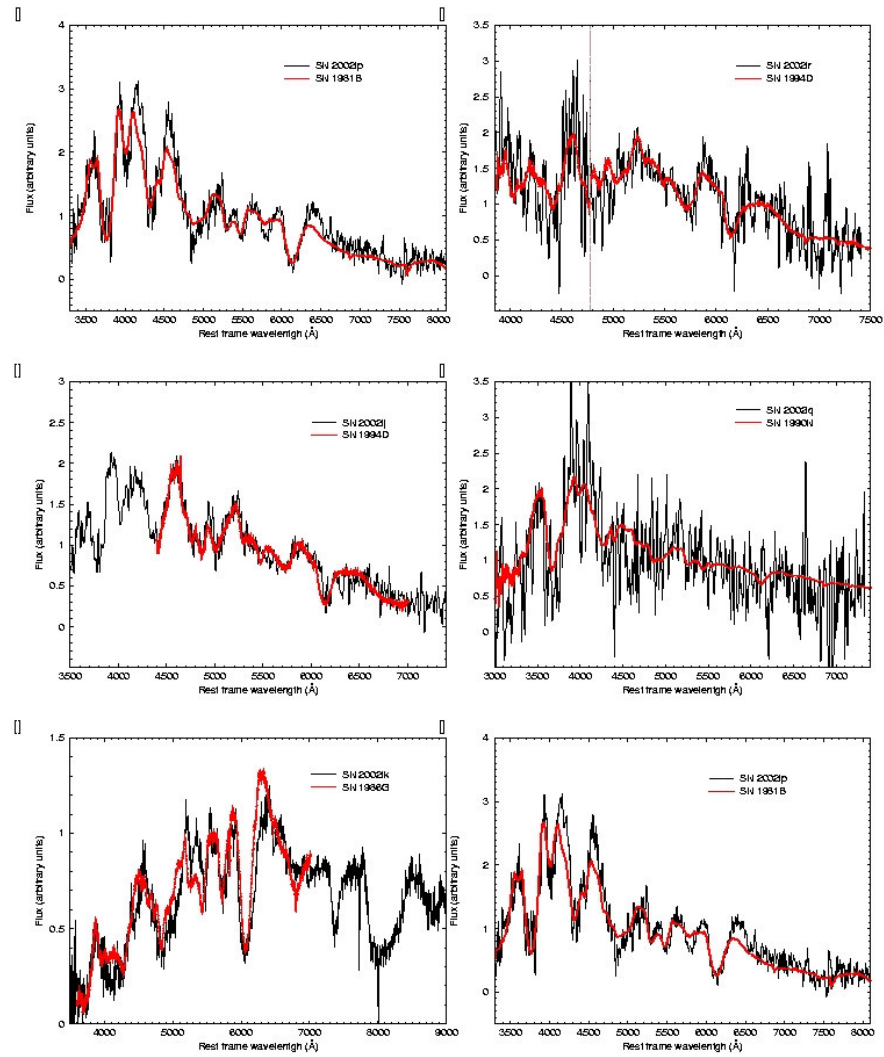 SN 2002lp
SN 1981B
Flux (arbitrary units)
4
3
2
1
0
3500 4000 4500 5000 5500 6000 6500 7000 7500 8000
Rest frame wavelength (Å)
SN 2002lr
SN 1994D
Flux (arbitrary units)
3.5
3
2.5
2
1.5
1
0.5
0
4000 4500 5000 5500 6000 6500 7000 7500
Rest frame wavelength (Å)
SN 2002lj
SN 1994D
Flux (arbitrary units)
3
2.5
2
1.5
1
0.5
0
3500 4000 4500 5000 5500 6000 6500 7000
Rest frame wavelength (Å)
SN 2002lq
SN 1990N
Flux (arbitrary units)
3.5
3
2.5
2
1.5
1
0.5
0
3000 3500 4000 4500 5000 5500 6000 6500 7000
Rest frame wavelength (Å)
SN 2002lk
SN 1986G
Flux (arbitrary units)
1.5
1
0.5
0
4000 5000 6000 7000 8000 9000
Rest frame wavelength (Å)
SN 2002lp
SN 1981B
Flux (arbitrary units)
4
3
2
1
0
3500 4000 4500 5000 5500 6000 6500 7000 7500 8000
Rest frame wavelength (Å)